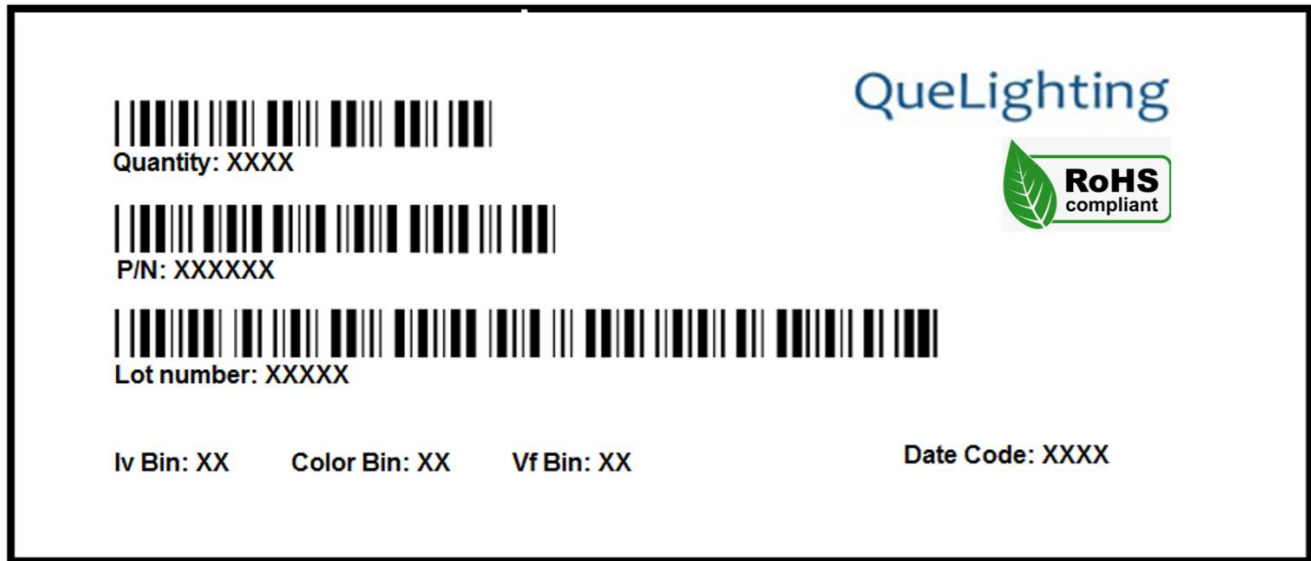 QueLighting
RoHS
compliant
Quantity: XXXX
P/N: XXXXXX
Lot number: XXXXX
Iv Bin: XX Color Bin: XX Vf Bin: XX Date Code: XXXX